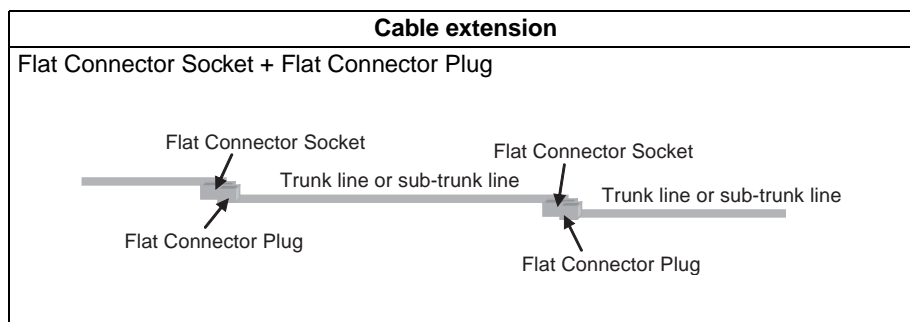 Cable extension
Flat Connector Socket + Flat Connector Plug
Flat Connector Socket
Flat Connector Socket
Trunk line or sub-trunk line
Trunk line or sub-trunk line
Flat Connector Plug
Flat Connector Plug